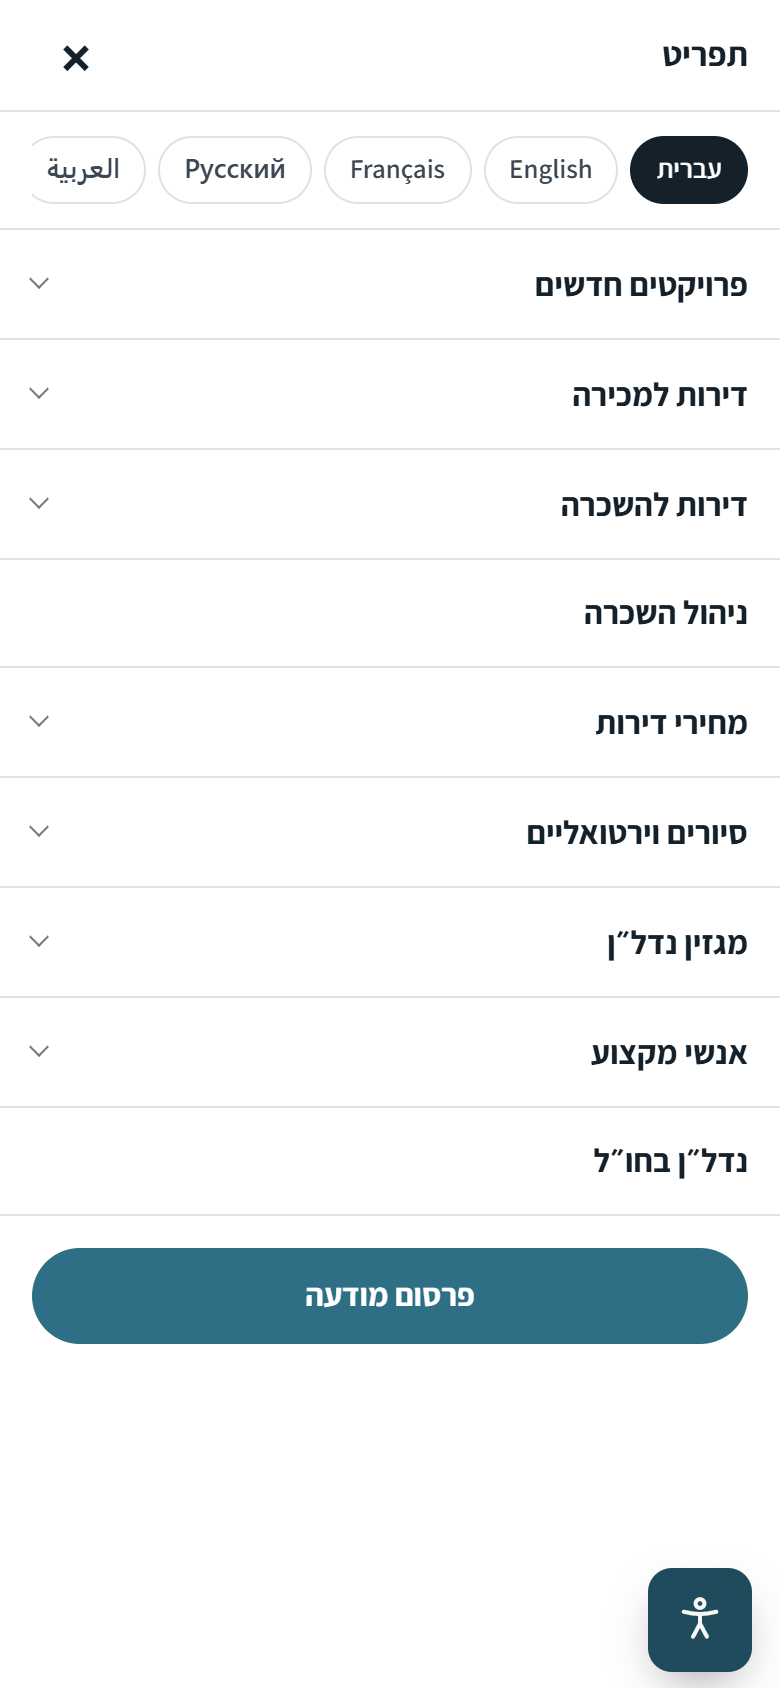 תפריט
עברית English Français Русский العربية
פרויקטים חדשים
דירות למכירה
דירות להשכרה
ניהול השכרה
מחירי דירות
סיורים וירטואליים
מגזין נדל״ן
אנשי מקצוע
נדל״ן בחו״ל
פרסום מודעה